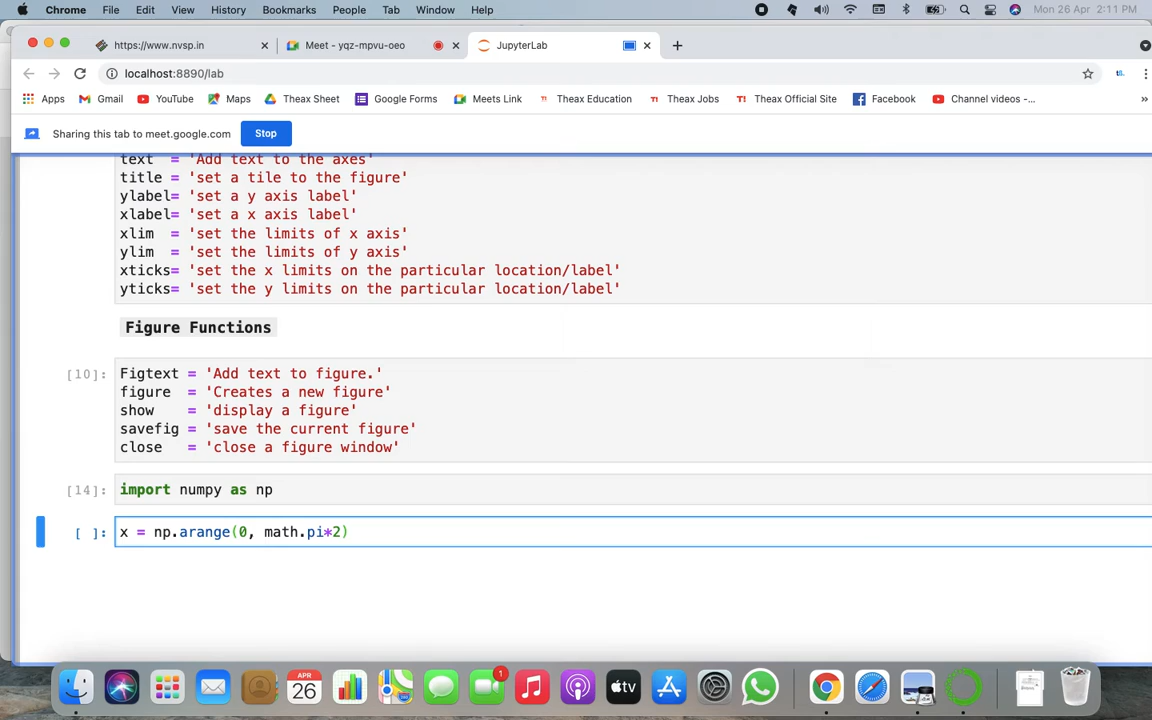 Chrome File Edit View History Bookmarks People Tab Window Help Mon 26 Apr 2:11 PM
https://www.nvsp.in Meet - yqz-mpvu-oeo JupyterLab
localhost:8890/lab
Apps Gmail YouTube Maps Theax Sheet Google Forms Meets Link Theax Education Theax Jobs Theax Official Site Facebook Channel videos -... »
Sharing this tab to meet.google.com Stop
text = 'Add text to the axes'
title = 'set a tile to the figure'
ylabel= 'set a y axis label'
xlabel= 'set a x axis label'
xlim = 'set the limits of x axis'
ylim = 'set the limits of y axis'
xticks= 'set the x limits on the particular location/label'
yticks= 'set the y limits on the particular location/label'
Figure Functions
[10]: Figtext = 'Add text to figure.'
figure = 'Creates a new figure'
show = 'display a figure'
savefig = 'save the current figure'
close = 'close a figure window'
[14]: import numpy as np
[ ]: x = np.arange(0, math.pi*2)
APR
26
1
tv